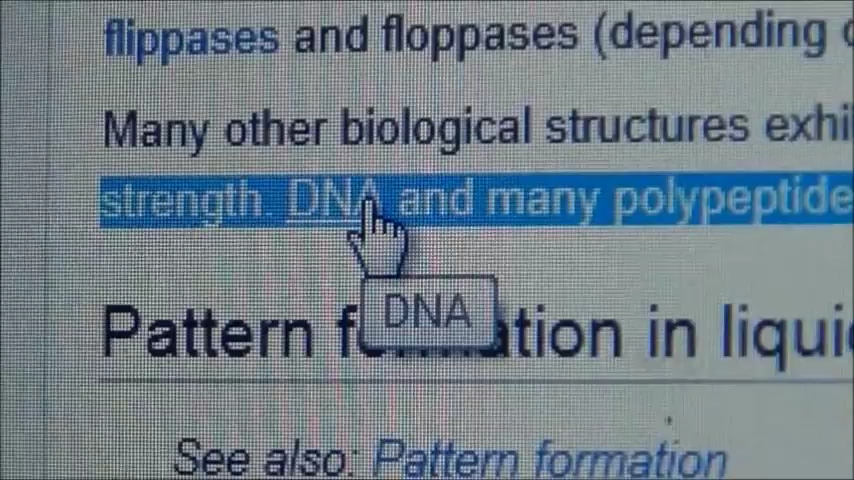 flippases and floppases (depending
Many other biological structures exhi
strength. DNA and many polypeptide
DNA
Pattern formation in liqui
See also: Pattern formation